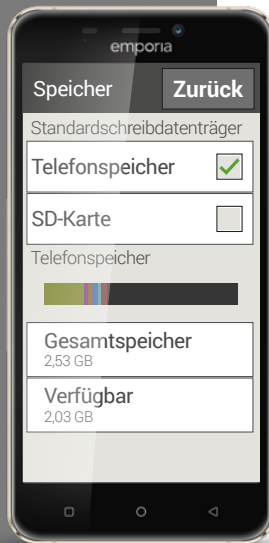 emporia
Speicher
Zurück
Standardschreibdatenträger
Telefonspeicher
SD-Karte
Telefonspeicher
Gesamtspeicher
2,53 GB
Verfügbar
2,03 GB